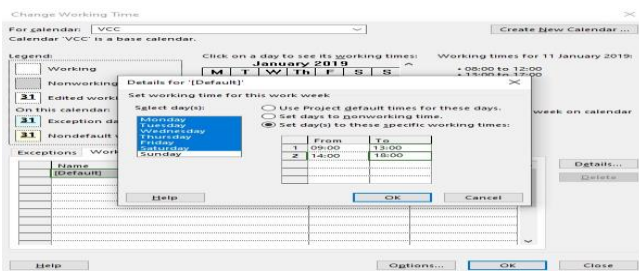 Change Working Time
For calendar: VCC
Create New Calendar ...
Calendar 'VCC' is a base calendar.
Legend:
Click on a day to see its working times:
Working times for 11 January 2019:
Working
January 2019
M T W Th F S S
• 08:00 to 12:00
• 13:00 to 17:00
Nonworking
31 Edited worki
On this calendar:
31 Exception da
31 Nondefault
week on calendar
Details for '[Default]'
Set working time for this work week
Select day(s):
Monday
Tuesday
Wednesday
Thursday
Friday
Saturday
Sunday
Use Project default times for these days.
Set days to nonworking time.
Set day(s) to these specific working times:
From To
1 09:00 13:00
2 14:00 18:00
Help OK Cancel
Exceptions Work
Name
[Default]
Details...
Delete
Help Options... OK Close